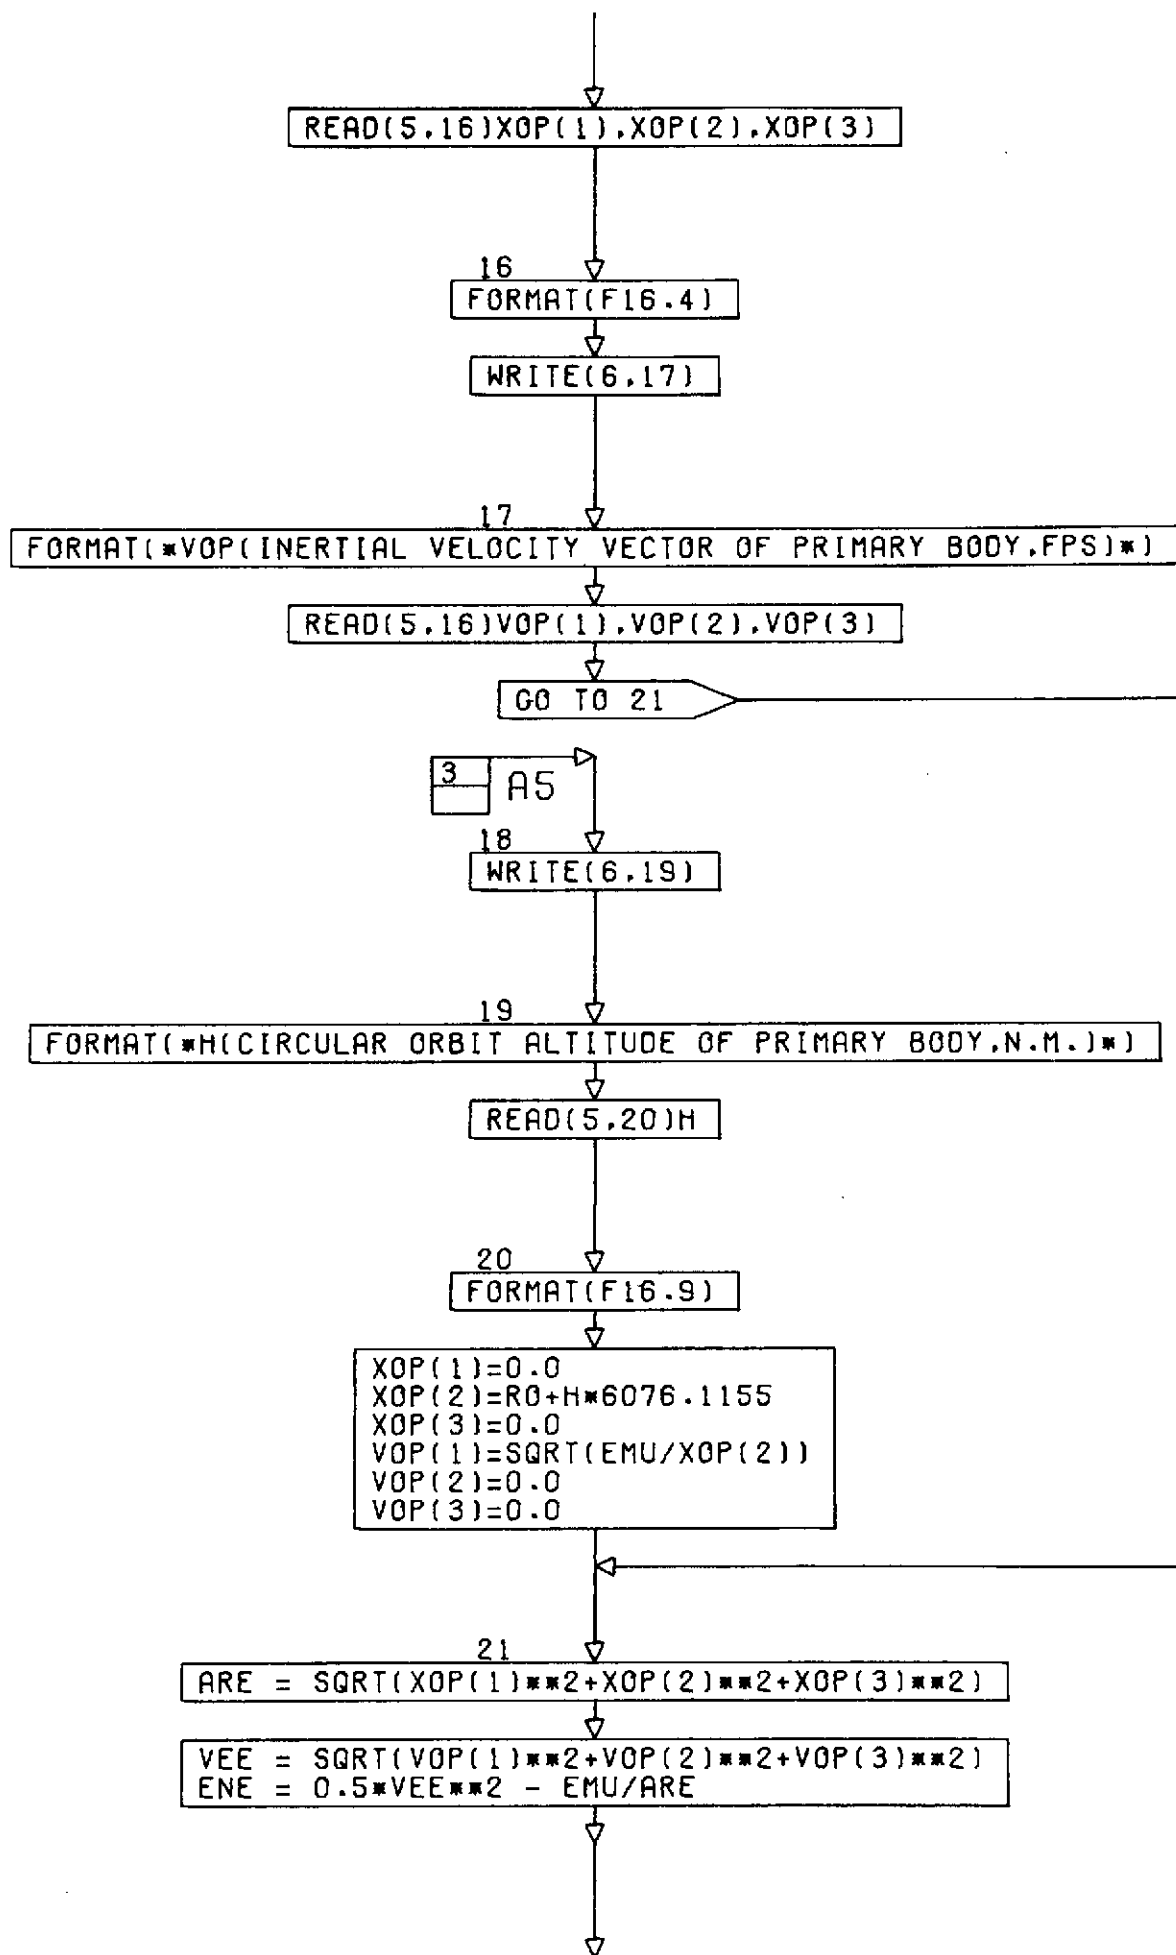 READ(5,16)XOP(1),XOP(2),XOP(3)
16
FORMAT(F16.4)
WRITE(6,17)
17
FORMAT(*VOP(INERTIAL VELOCITY VECTOR OF PRIMARY BODY,FPS)*)
READ(5,16)VOP(1),VOP(2),VOP(3)
GO TO 21
3
A5
18
WRITE(6,19)
19
FORMAT(*H(CIRCULAR ORBIT ALTITUDE OF PRIMARY BODY,N.M.)*)
READ(5,20)H
20
FORMAT(F16.9)
XOP(1)=0.0
XOP(2)=RO+H*6076.1155
XOP(3)=0.0
VOP(1)=SQRT(EMU/XOP(2))
VOP(2)=0.0
VOP(3)=0.0
21
ARE = SQRT(XOP(1)**2+XOP(2)**2+XOP(3)**2)
VEE = SQRT(VOP(1)**2+VOP(2)**2+VOP(3)**2)
ENE = 0.5*VEE**2 - EMU/ARE